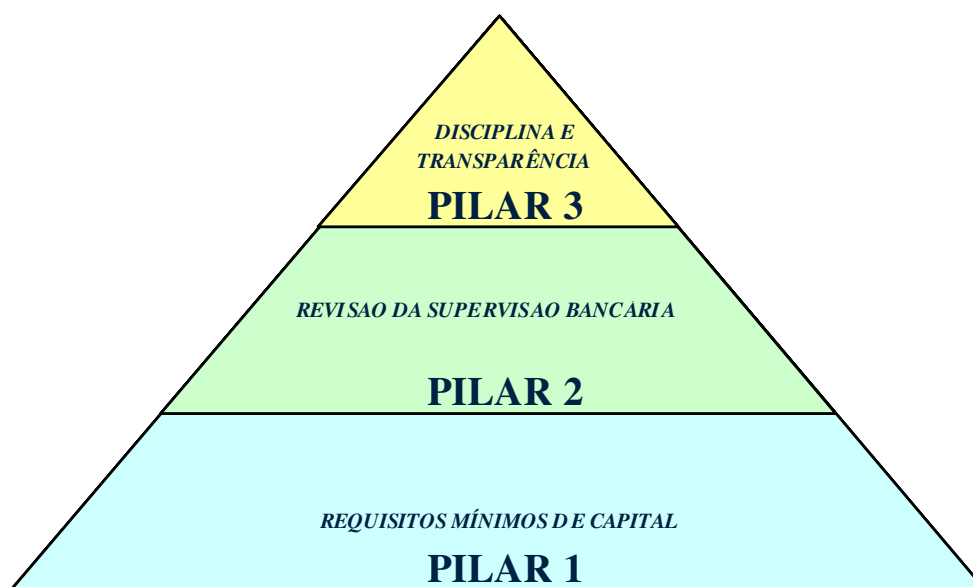 DISCIPLINA E
TRANSPARÊNCIA
PILAR 3
REVISAO DA SUPERVISAO BANCARIA
PILAR 2
REQUISITOS MÍNIMOS DE CAPITAL
PILAR 1